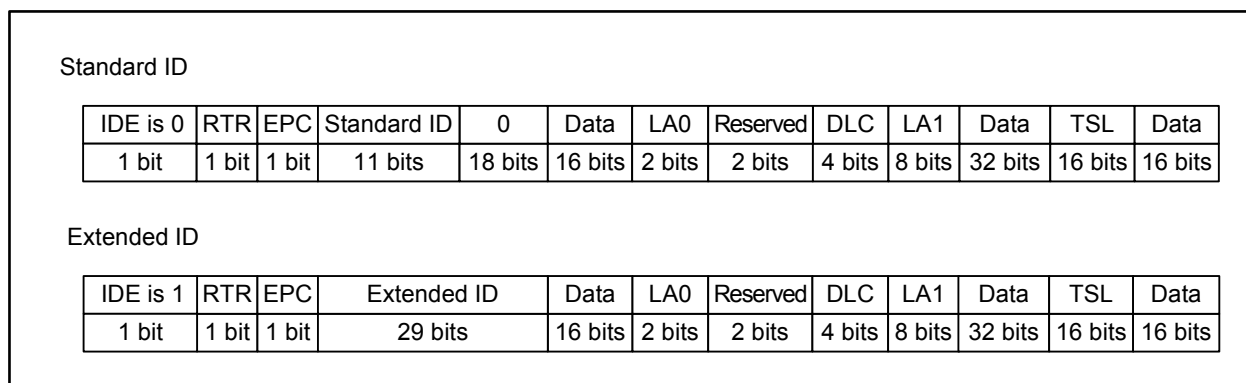 Standard ID
IDE is 0 RTR EPC Standard ID 0 Data LA0 Reserved DLC LA1 Data TSL Data
1 bit 1 bit 1 bit 11 bits 18 bits 16 bits 2 bits 2 bits 4 bits 8 bits 32 bits 16 bits 16 bits
Extended ID
IDE is 1 RTR EPC Extended ID Data LA0 Reserved DLC LA1 Data TSL Data
1 bit 1 bit 1 bit 29 bits 16 bits 2 bits 2 bits 4 bits 8 bits 32 bits 16 bits 16 bits